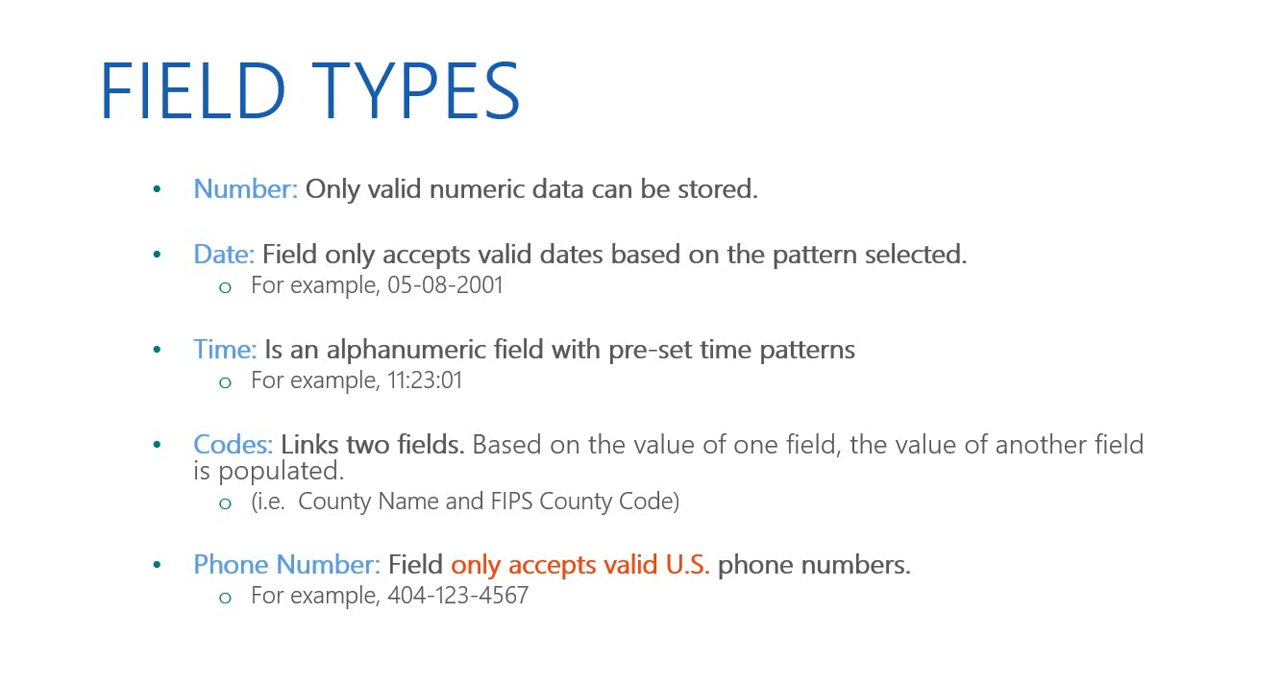 FIELD TYPES
• Number: Only valid numeric data can be stored.
• Date: Field only accepts valid dates based on the pattern selected.
o For example, 05-08-2001
• Time: Is an alphanumeric field with pre-set time patterns
o For example, 11:23:01
• Codes: Links two fields. Based on the value of one field, the value of another field
is populated.
o (i.e.  County Name and FIPS County Code)
• Phone Number: Field only accepts valid U.S. phone numbers.
o For example, 404-123-4567